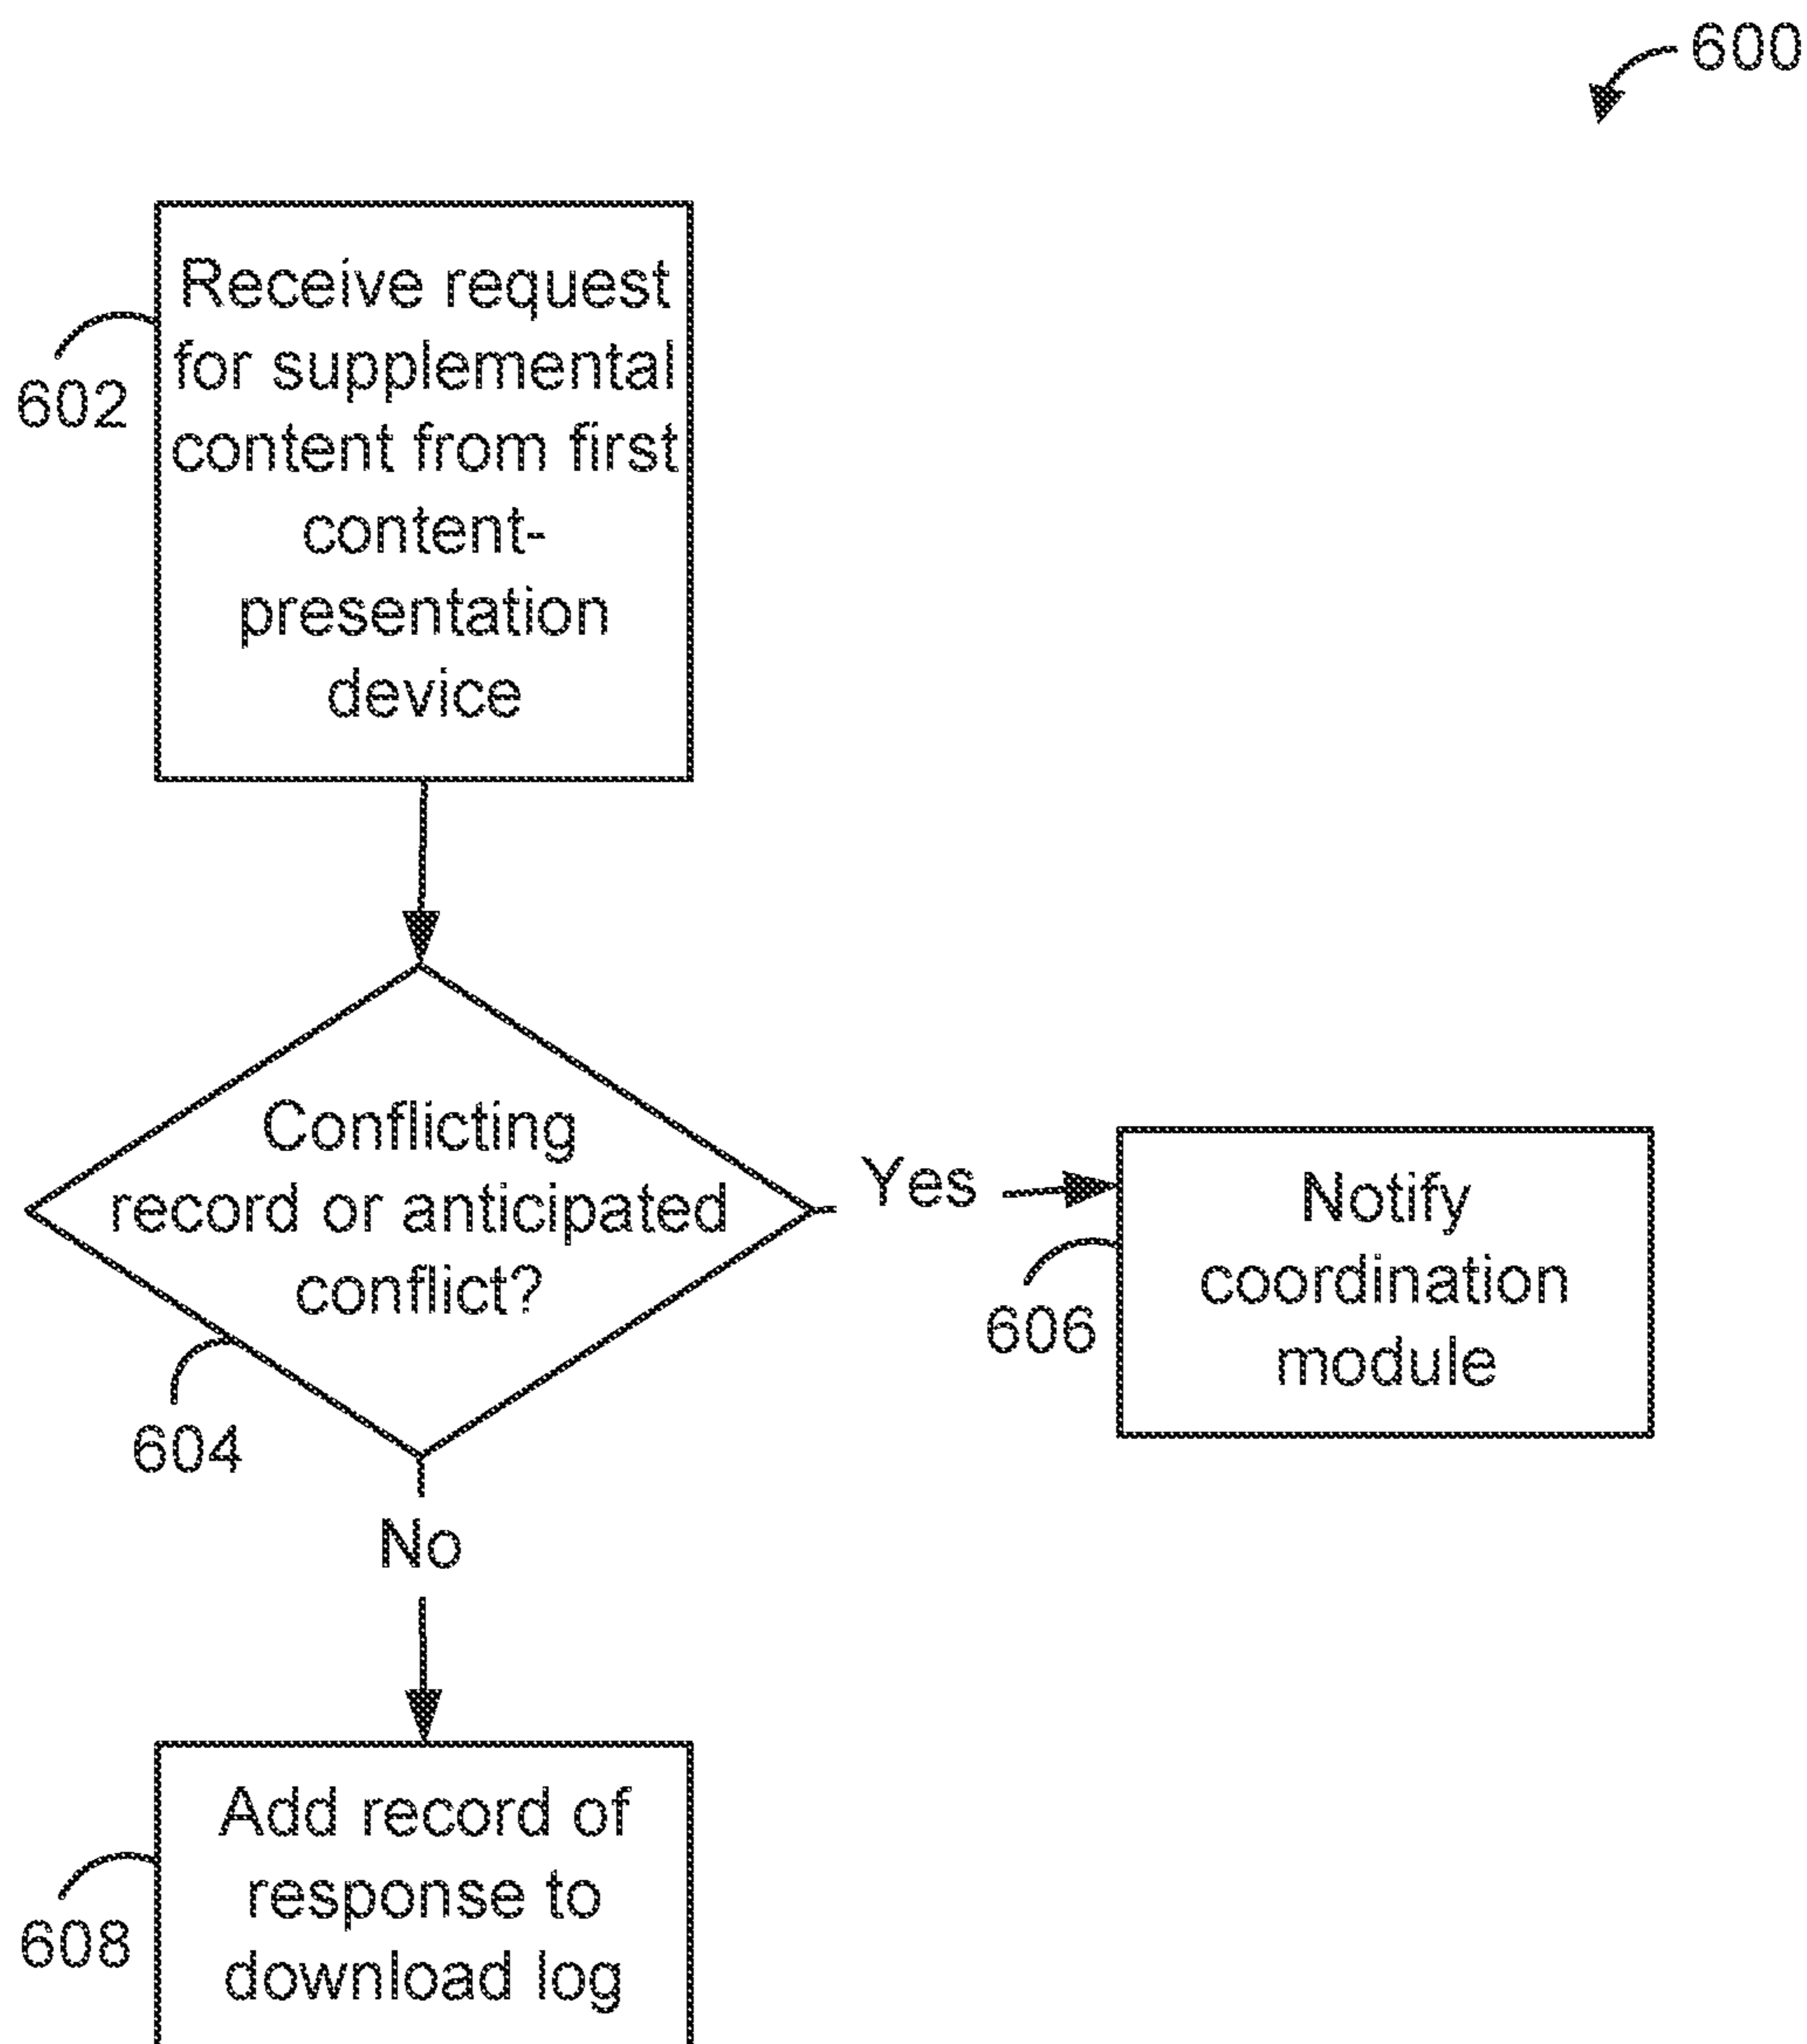 600
Receive request
for supplemental
content from first
content-
presentation
device
602
Conflicting
record or anticipated
conflict?
604
Yes
Notify
coordination
module
606
No
Add record of
response to
download log
608